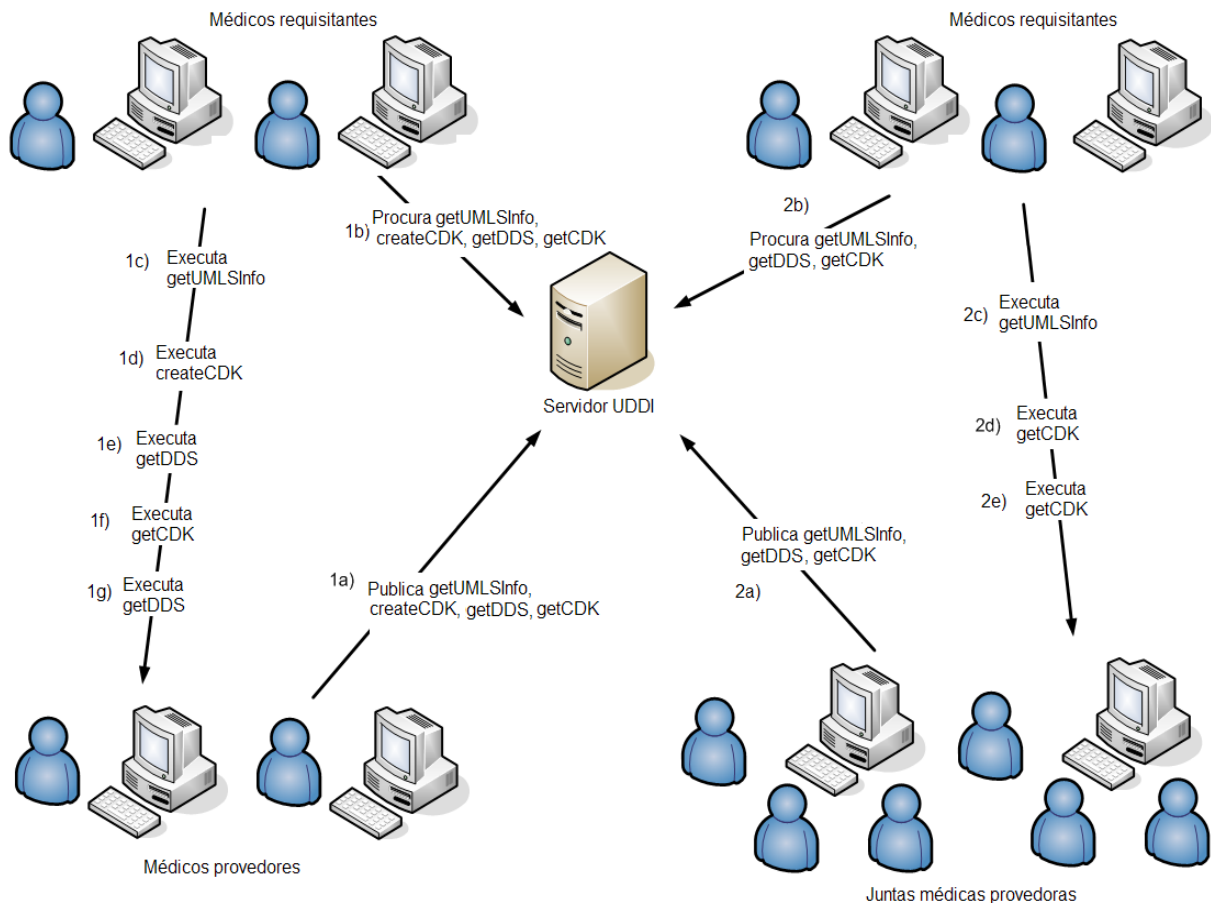 Médicos requisitantes
Médicos requisitantes
1b) Procura getUMLSInfo,
createCDK, getDDS, getCDK
2b)
Procura getUMLSInfo,
getDDS, getCDK
1c) Executa
getUMLSInfo
2c) Executa
getUMLSInfo
1d) Executa
createCDK
Servidor UDDI
2d) Executa
getCDK
1e) Executa
getDDS
2e) Executa
getCDK
1f) Executa
getCDK
Publica getUMLSInfo,
getDDS, getCDK
2a)
1g) Executa
getDDS
1a) Publica getUMLSInfo,
createCDK, getDDS, getCDK
Médicos provedores
Juntas médicas provedoras